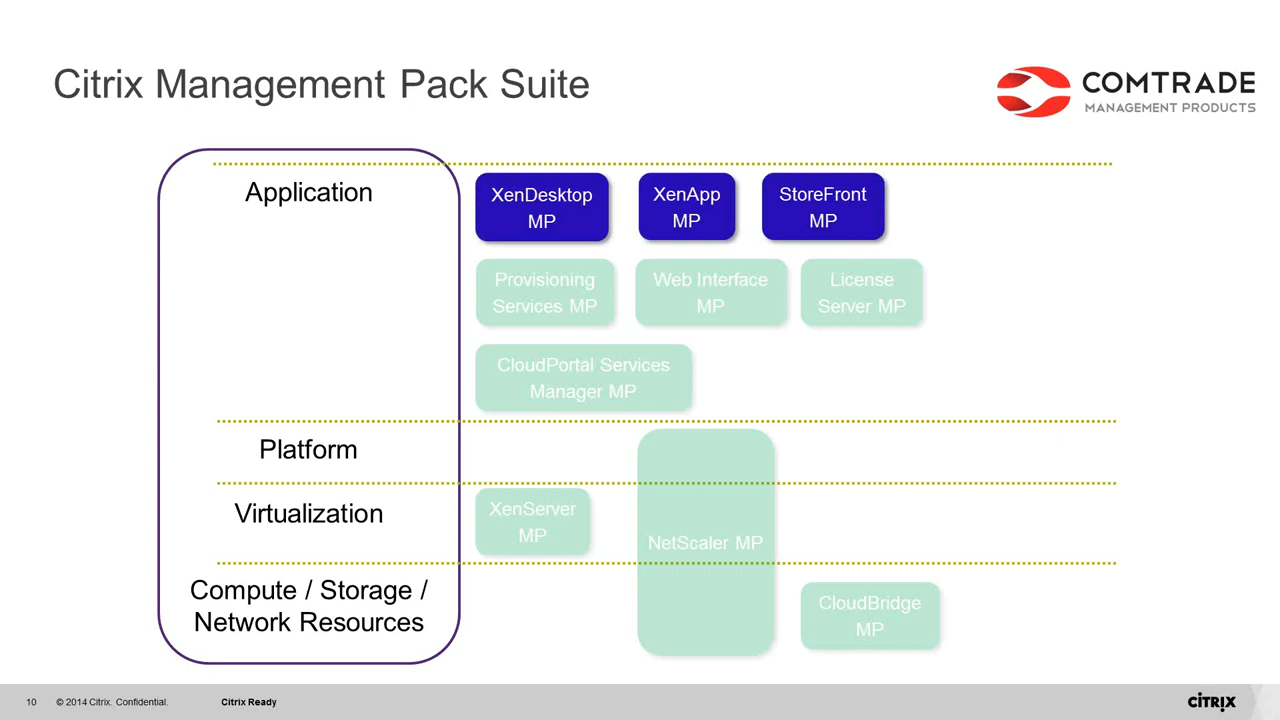 Citrix Management Pack Suite
COMTRADE
MANAGEMENT PRODUCTS
Application
XenDesktop
MP
XenApp
MP
StoreFront
MP
Provisioning
Services MP
Web Interface
MP
License
Server MP
CloudPortal Services
Manager MP
Platform
Virtualization
XenServer
MP
NetScaler MP
Compute / Storage /
Network Resources
CloudBridge
MP
10 © 2014 Citrix. Confidential. Citrix Ready
CITRIX